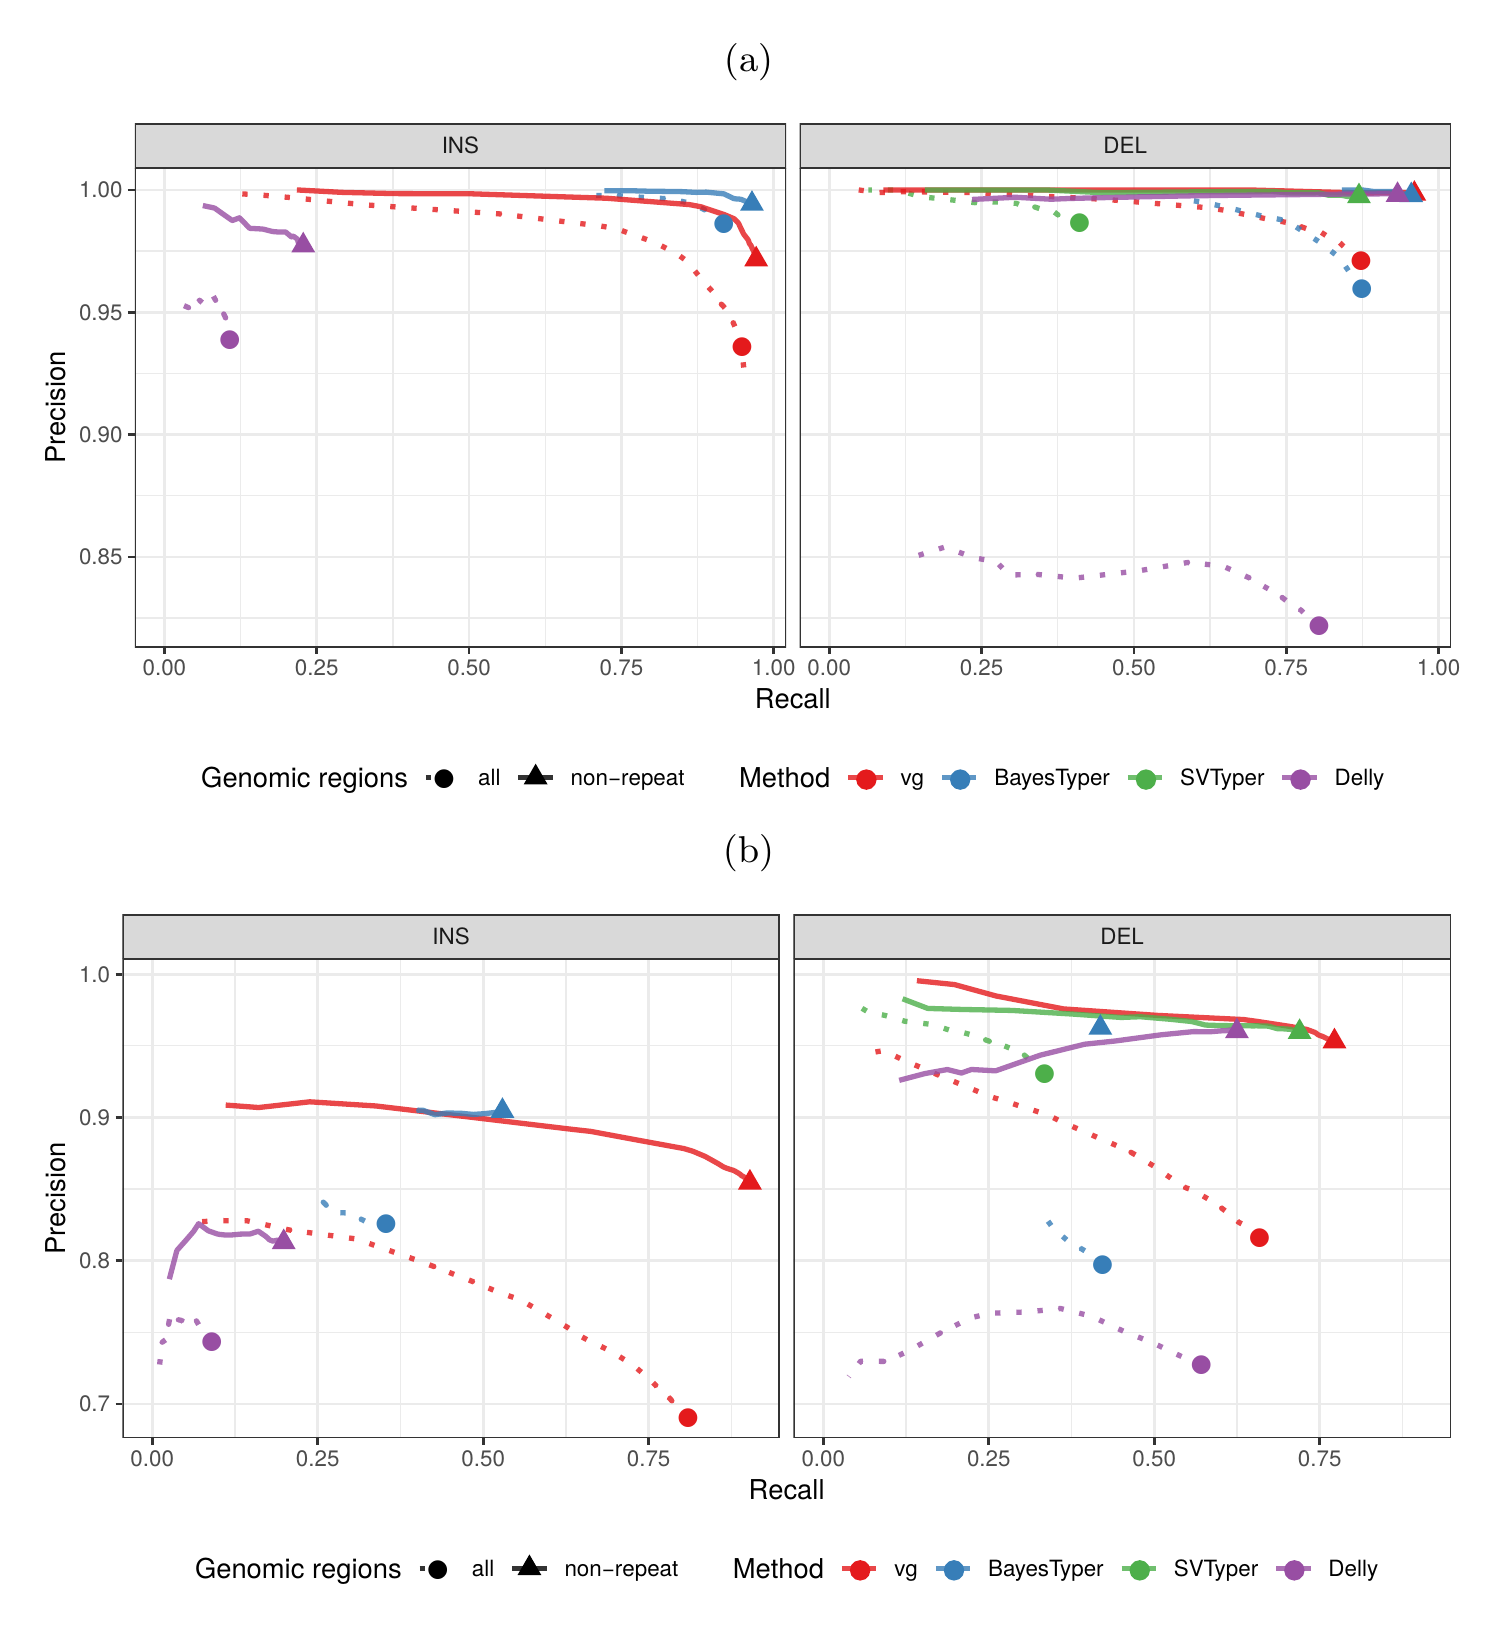 (a)
INS DEL
1.00
0.95
0.90
0.85
Precision
0.00 0.25 0.50 0.75 1.00 0.00 0.25 0.50 0.75 1.00
Recall
Genomic regions all non−repeat Method vg BayesTyper SVTyper Delly
(b)
INS DEL
1.0
0.9
0.8
0.7
Precision
0.00 0.25 0.50 0.75 0.00 0.25 0.50 0.75
Recall
Genomic regions all non−repeat Method vg BayesTyper SVTyper Delly